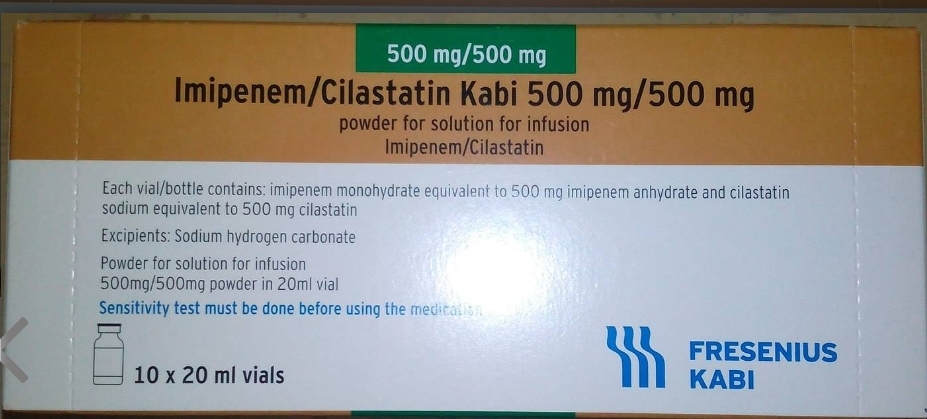 500 mg/500 mg
Imipenem/Cilastatin Kabi 500 mg/500 mg
powder for solution for infusion
Imipenem/Cilastatin
Each vial/bottle contains: imipenem monohydrate equivalent to 500 mg imipenem anhydrate and cilastatin
sodium equivalent to 500 mg cilastatin
Excipients: Sodium hydrogen carbonate
Powder for solution for infusion
500mg/500mg powder in 20ml vial
Sensitivity test must be done before using the medication
10 x 20 ml vials
FRESENIUS
KABI